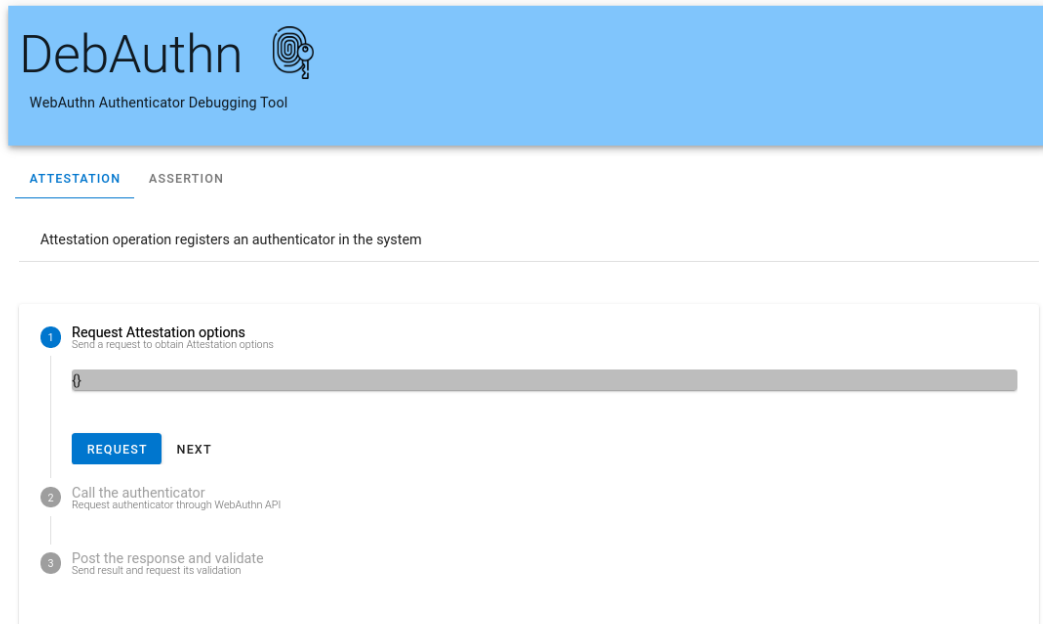 DebAuthn
WebAuthn Authenticator Debugging Tool
ATTESTATION ASSERTION
Attestation operation registers an authenticator in the system
1 Request Attestation options
Send a request to obtain Attestation options
{}
REQUEST NEXT
2 Call the authenticator
Request authenticator through WebAuthn API
3 Post the response and validate
Send result and request its validation